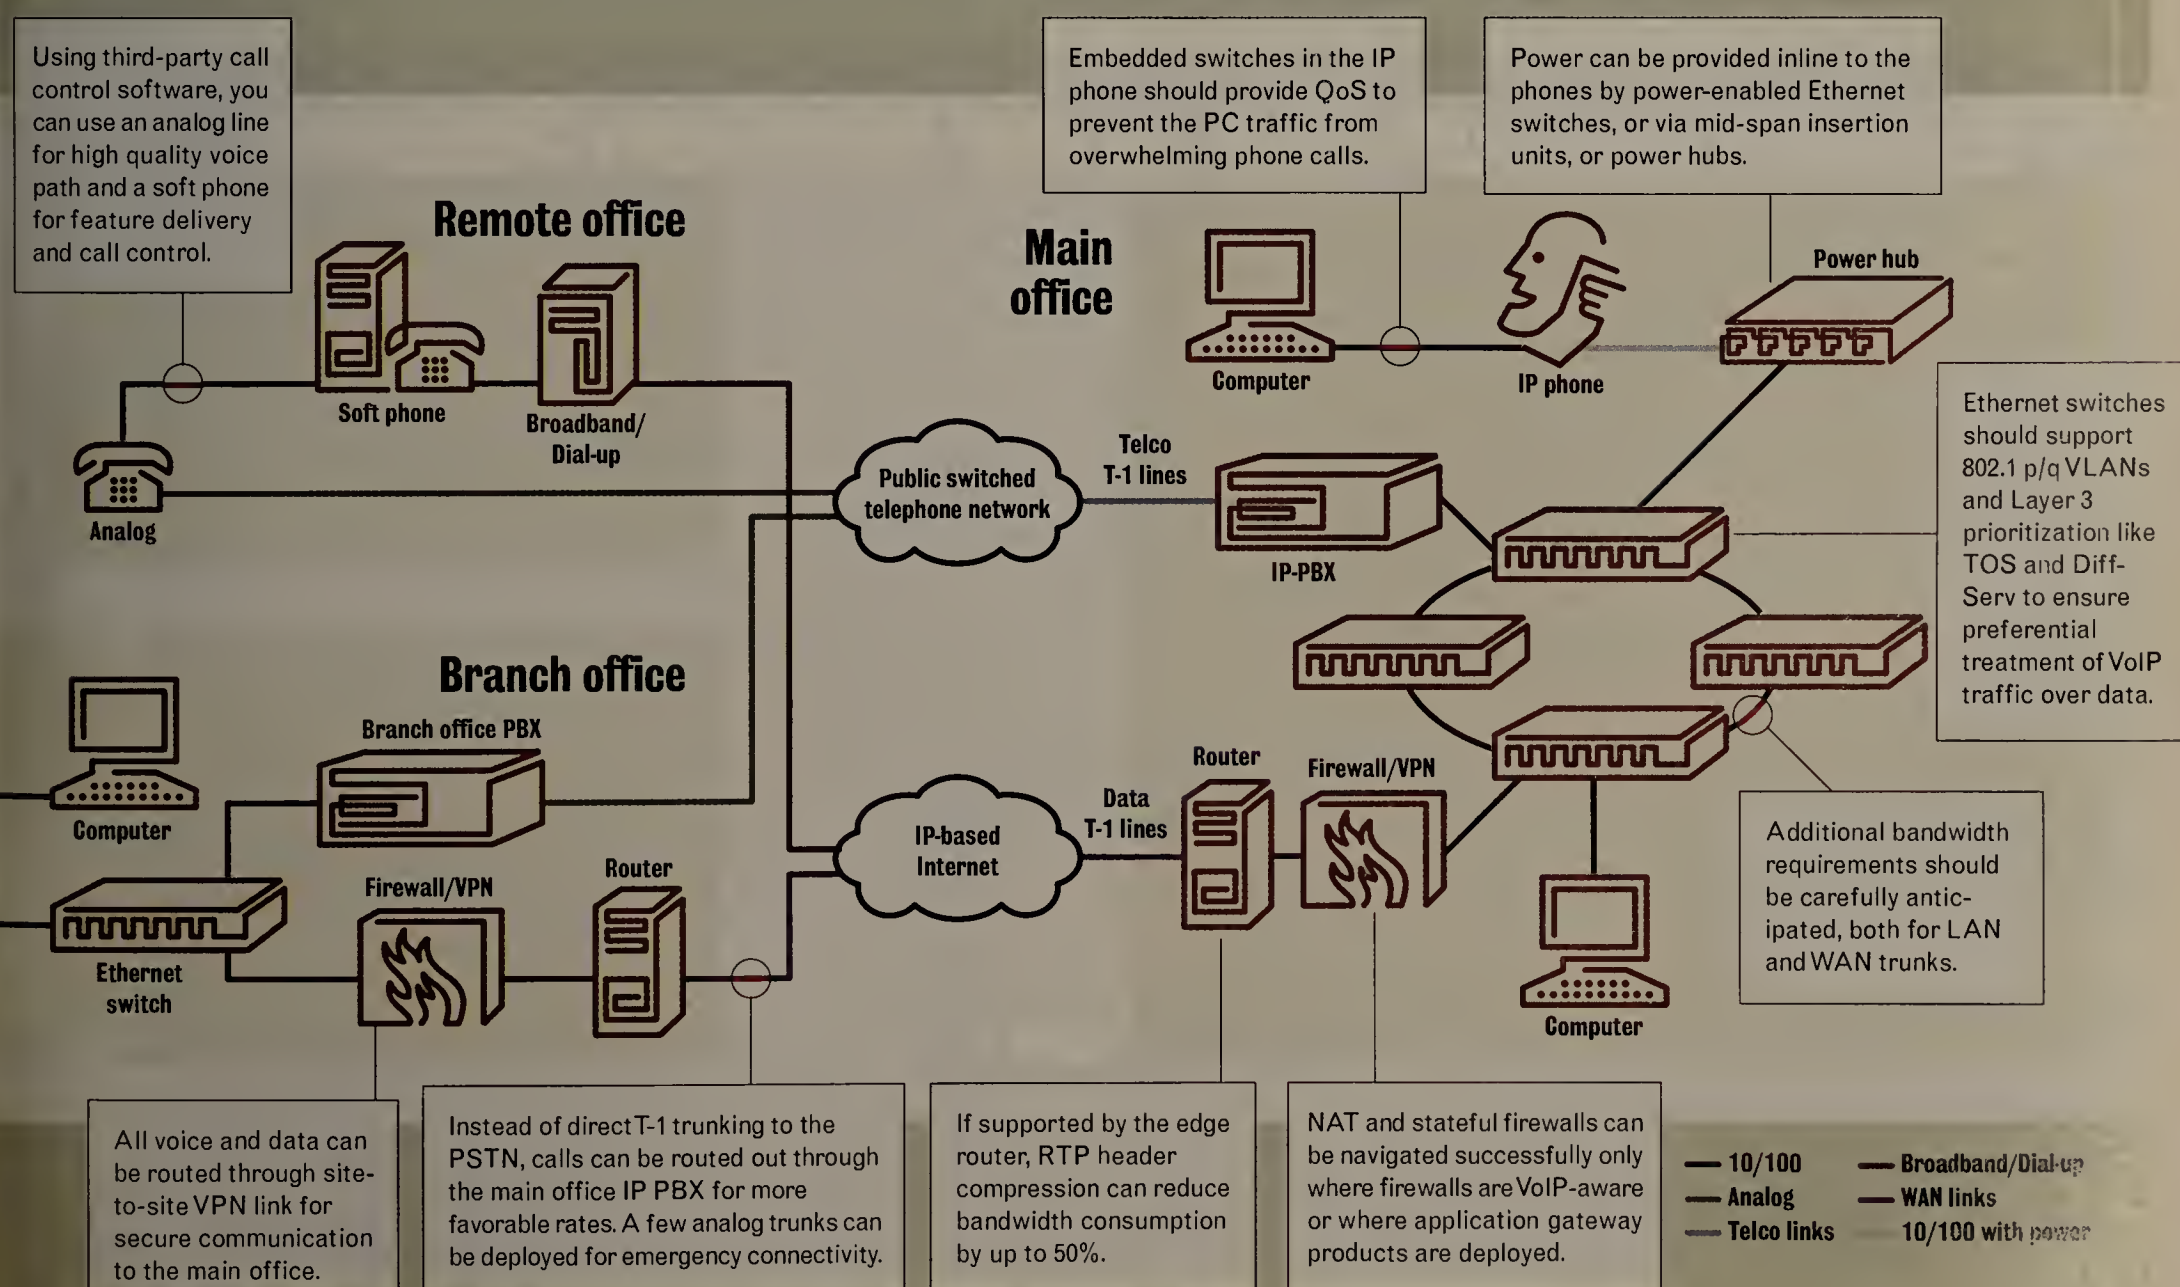 Using third-party call
control software, you
can use an analog line
for high quality voice
path and a soft phone
for feature delivery
and call control.
Embedded switches in the IP
phone should provide QoS to
prevent the PC traffic from
overwhelming phone calls.
Power can be provided inline to the
phones by power-enabled Ethernet
switches, or via mid-span insertion
units, or power hubs.
Remote office
Main
office
Power hub
Soft phone
Broadband/
Dial-up
Analog
Computer
IP phone
Public switched
telephone network
Telco
T-1 lines
IP-PBX
Ethernet switches
should support
802.1 p/q VLANs
and Layer 3
prioritization like
TOS and Diff-
Serv to ensure
preferential
treatment of VoIP
traffic over data.
Branch office
Branch office PBX
Computer
Ethernet
switch
Firewall/VPN
Router
IP-based
Internet
Data
T-1 lines
Router
Firewall/VPN
Computer
Additional bandwidth
requirements should
be carefully antic-
ipated, both for LAN
and WAN trunks.
All voice and data can
be routed through site-
to-site VPN link for
secure communication
to the main office.
Instead of direct T-1 trunking to the
PSTN, calls can be routed out through
the main office IP PBX for more
favorable rates. A few analog trunks can
be deployed for emergency connectivity.
If supported by the edge
router, RTP header
compression can reduce
bandwidth consumption
by up to 50%.
NAT and stateful firewalls can
be navigated successfully only
where firewalls are VoIP-aware
or where application gateway
products are deployed.
10/100
Analog
Telco links
Broadband/Dial-up
WAN links
10/100 with power